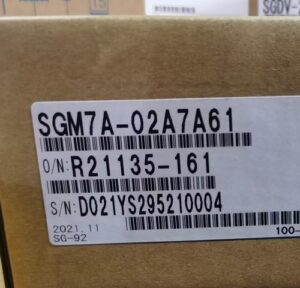 SGDV-
SGM7A-02A7A61
O/N: R21135-161
S/N: D021YS295210004
2021.11
SG-92
100-